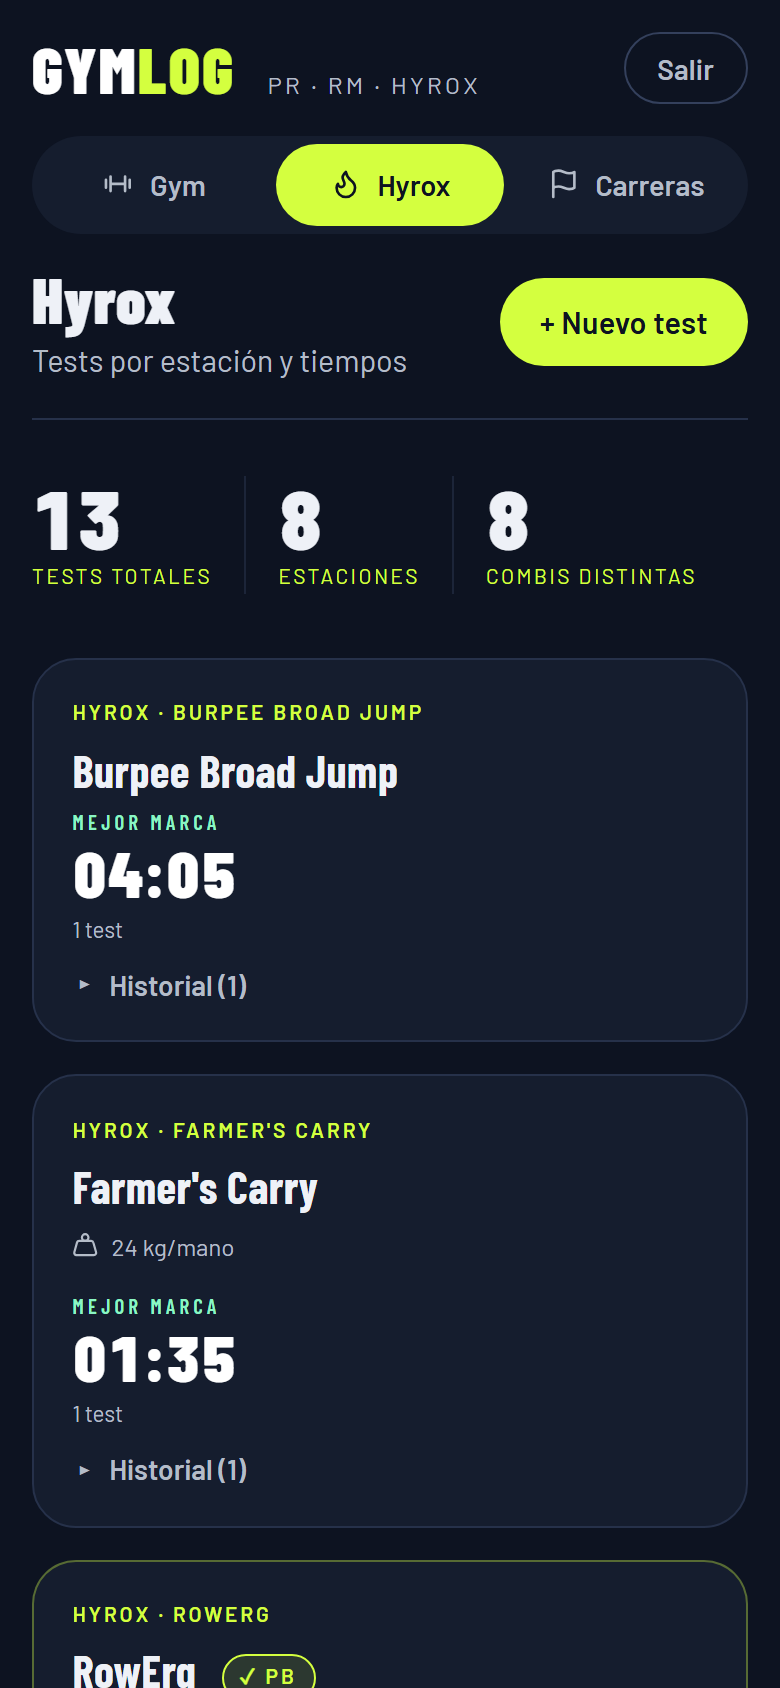 GYMLOG PR · RM · HYROX Salir
Gym Hyrox Carreras
Hyrox
+ Nuevo test
Tests por estación y tiempos
13 8 8
TESTS TOTALES ESTACIONES COMBIS DISTINTAS
HYROX · BURPEE BROAD JUMP
Burpee Broad Jump
MEJOR MARCA
04:05
1 test
▸ Historial (1)
HYROX · FARMER'S CARRY
Farmer's Carry
24 kg/mano
MEJOR MARCA
01:35
1 test
▸ Historial (1)
HYROX · ROWERG
RowErg ✓ PB